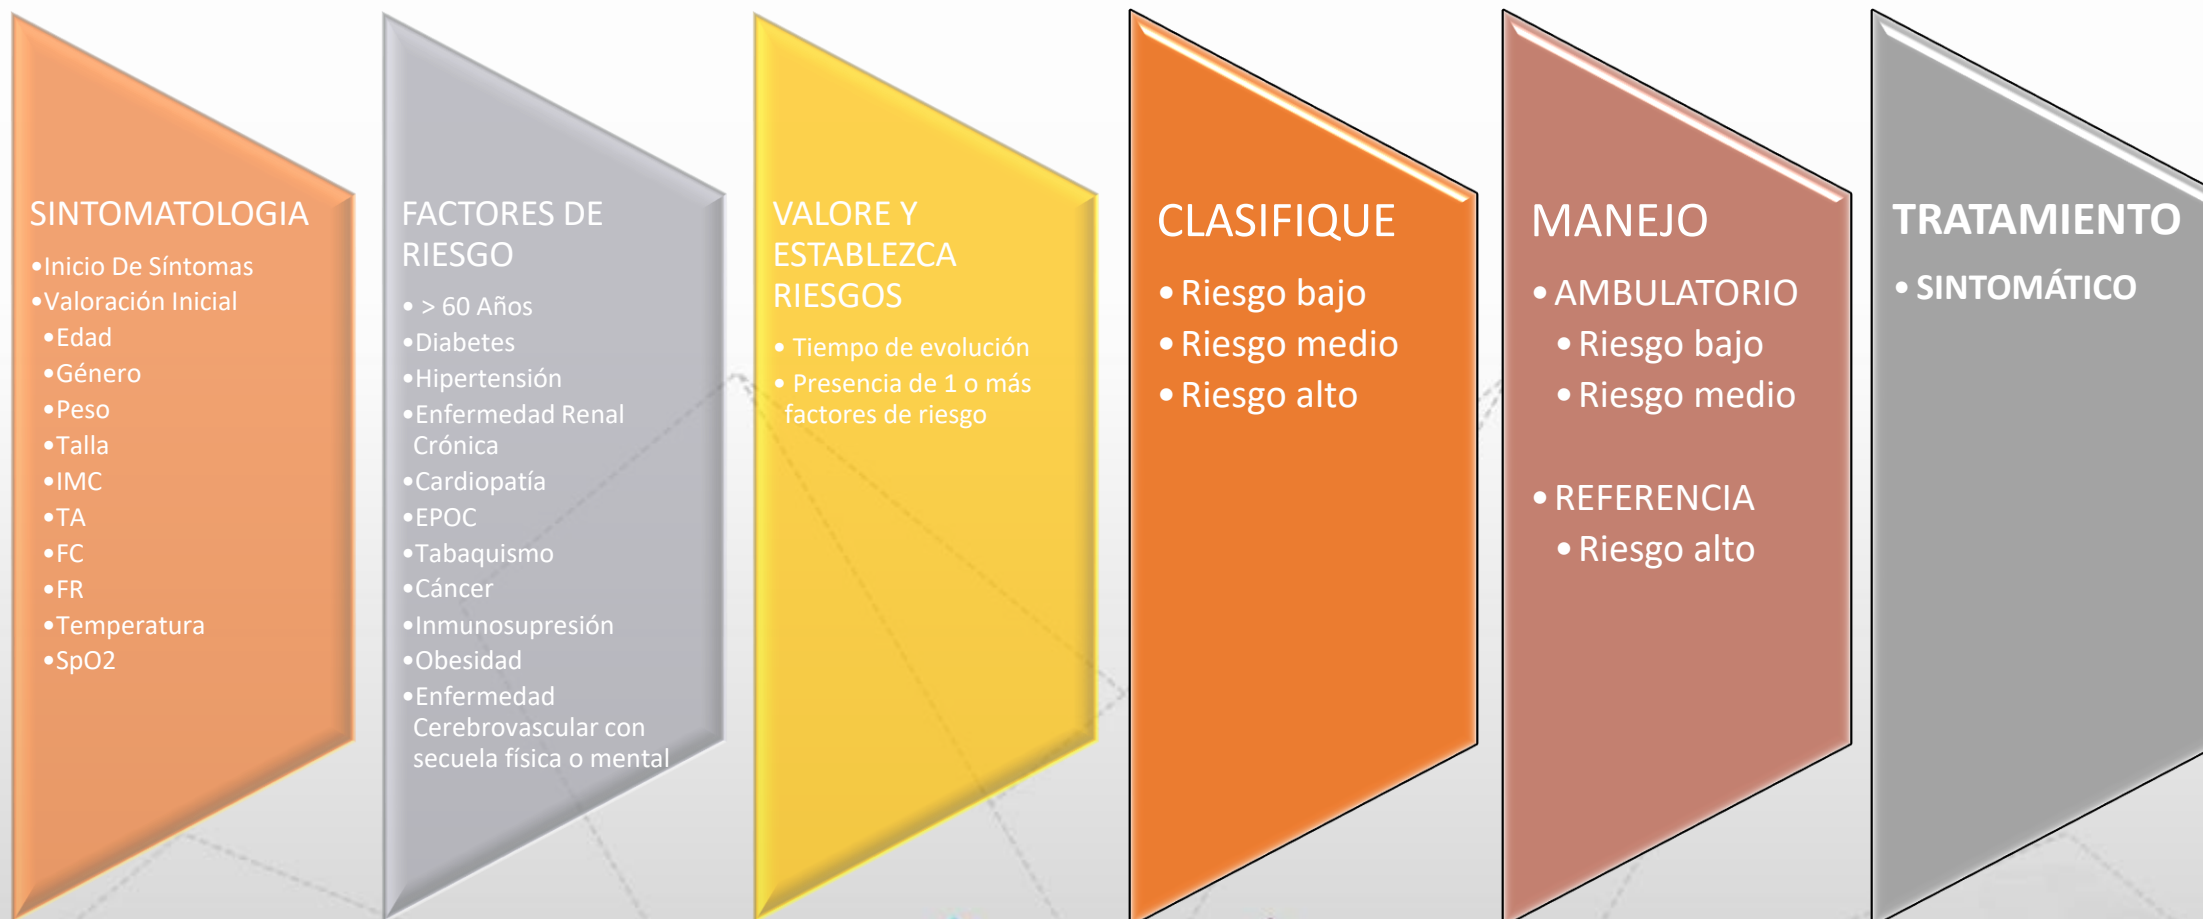 SINTOMATOLOGIA
•Inicio De Síntomas
•Valoración Inicial
•Edad
•Género
•Peso
•Talla
•IMC
•TA
•FC
•FR
•Temperatura
•SpO2
FACTORES DE
RIESGO
• > 60 Años
•Diabetes
•Hipertensión
•Enfermedad Renal
Crónica
•Cardiopatía
•EPOC
•Tabaquismo
•Cáncer
•Inmunosupresión
•Obesidad
•Enfermedad
Cerebrovascular con
secuela física o mental
VALORE Y
ESTABLEZCA
RIESGOS
• Tiempo de evolución
• Presencia de 1 o más
factores de riesgo
CLASIFIQUE
• Riesgo bajo
• Riesgo medio
• Riesgo alto
MANEJO
• AMBULATORIO
• Riesgo bajo
• Riesgo medio
• REFERENCIA
• Riesgo alto
TRATAMIENTO
• SINTOMÁTICO